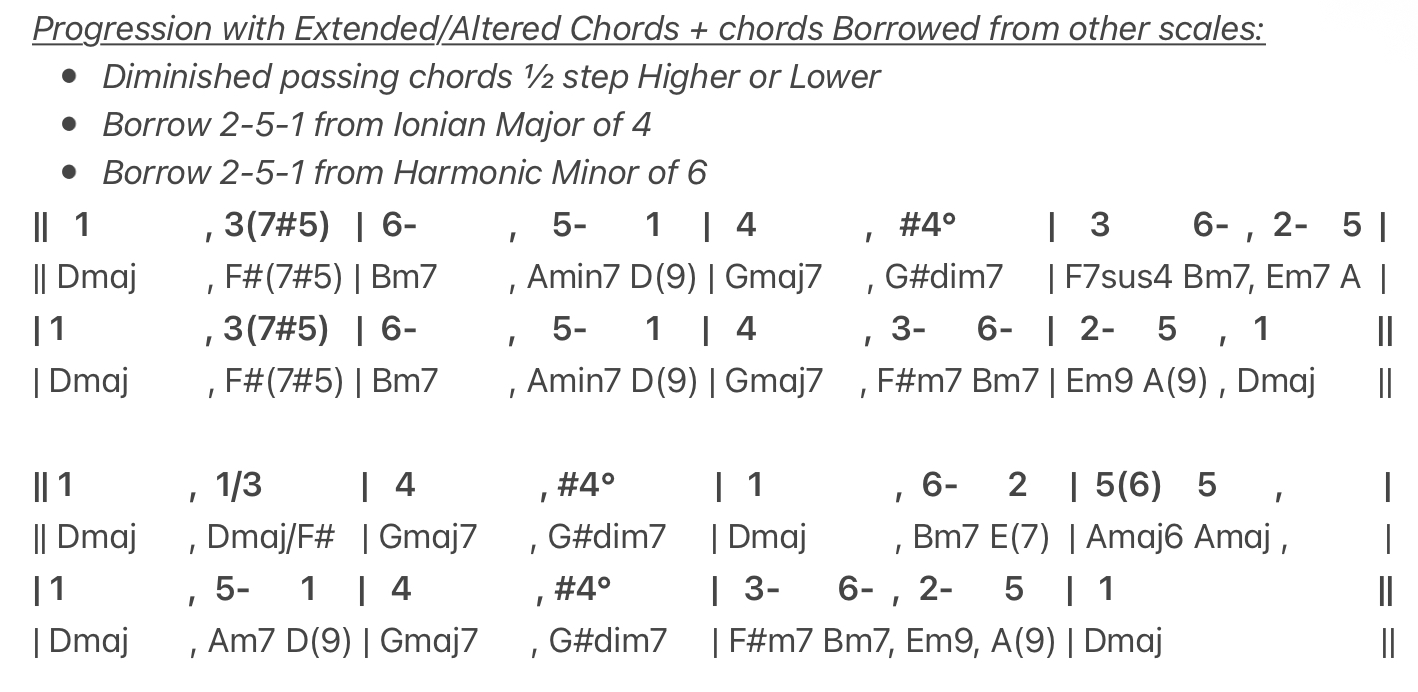 Progression with Extended/Altered Chords + chords Borrowed from other scales:
● Diminished passing chords ½ step Higher or Lower
● Borrow 2-5-1 from Ionian Major of 4
● Borrow 2-5-1 from Harmonic Minor of 6
|| 1 , 3(7#5) | 6- , 5- 1 | 4 , #4° | 3 6- , 2- 5 |
|| Dmaj , F#(7#5) | Bm7 , Amin7 D(9) | Gmaj7 , G#dim7 | F7sus4 Bm7, Em7 A |
| 1 , 3(7#5) | 6- , 5- 1 | 4 , 3- 6- | 2- 5 , 1 ||
| Dmaj , F#(7#5) | Bm7 , Amin7 D(9) | Gmaj7 , F#m7 Bm7 | Em9 A(9) , Dmaj ||
|| 1 , 1/3 | 4 , #4° | 1 , 6- 2 | 5(6) 5 , |
|| Dmaj , Dmaj/F# | Gmaj7 , G#dim7 | Dmaj , Bm7 E(7) | Amaj6 Amaj , |
| 1 , 5- 1 | 4 , #4° | 3- 6- , 2- 5 | 1 ||
| Dmaj , Am7 D(9) | Gmaj7 , G#dim7 | F#m7 Bm7, Em9, A(9) | Dmaj ||